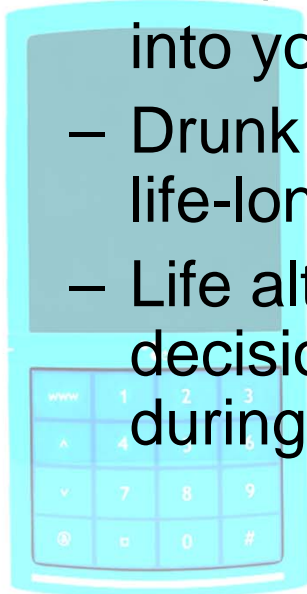 into yo
– Drunk
life-lon
– Life alt
decisio
during
www 1 2 3
^ 4 5 6
v 7 8 9
@ ¤ 0 #